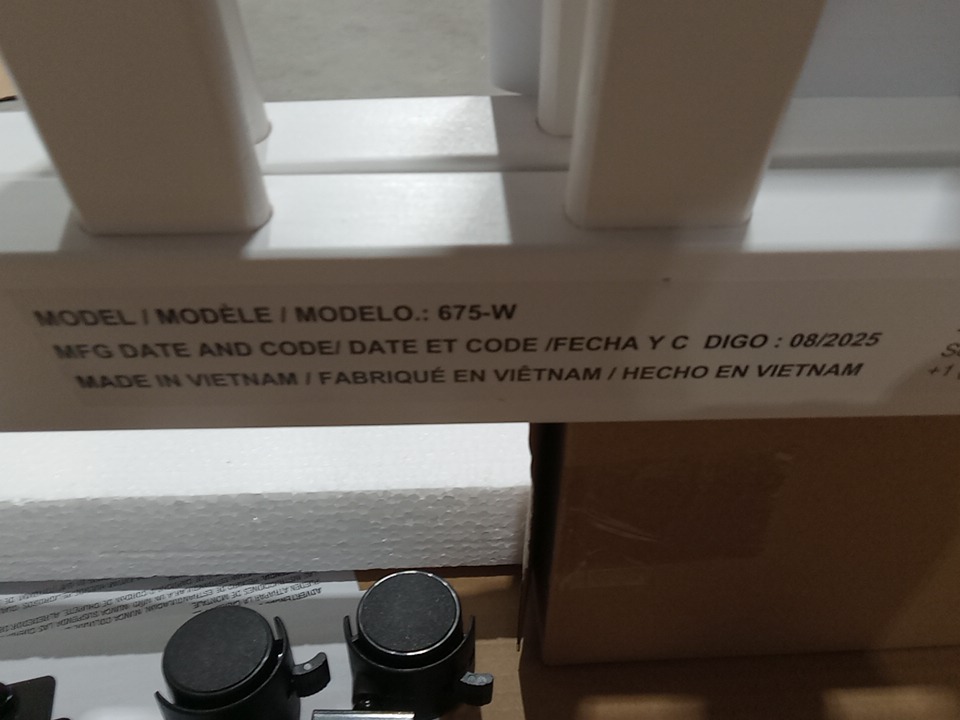 MODEL / MODÈLE / MODELO.: 675-W
MFG DATE AND CODE/ DATE ET CODE /FECHA Y C DIGO : 08/2025
MADE IN VIETNAM / FABRIQUÉ EN VIÊTNAM / HECHO EN VIETNAM
+1